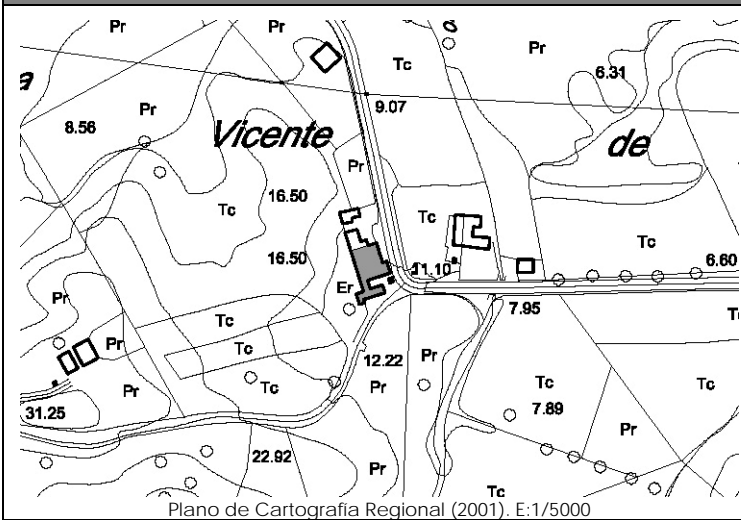 Pr Pr
Tc Pr
6.31
a
9.07
8.56 Pr Vicente de
Pr
Tc 16.50 Tc
Tc
16.50 11.10 6.60
Er
Pr
Tc 7.95
Pr Tc 12.22 Pr
Tc Pr Tc Tc
Pr
31.25 7.89
Pr
22.92
Pr
Tc
Plano de Cartografía Regional (2001). E:1/5000